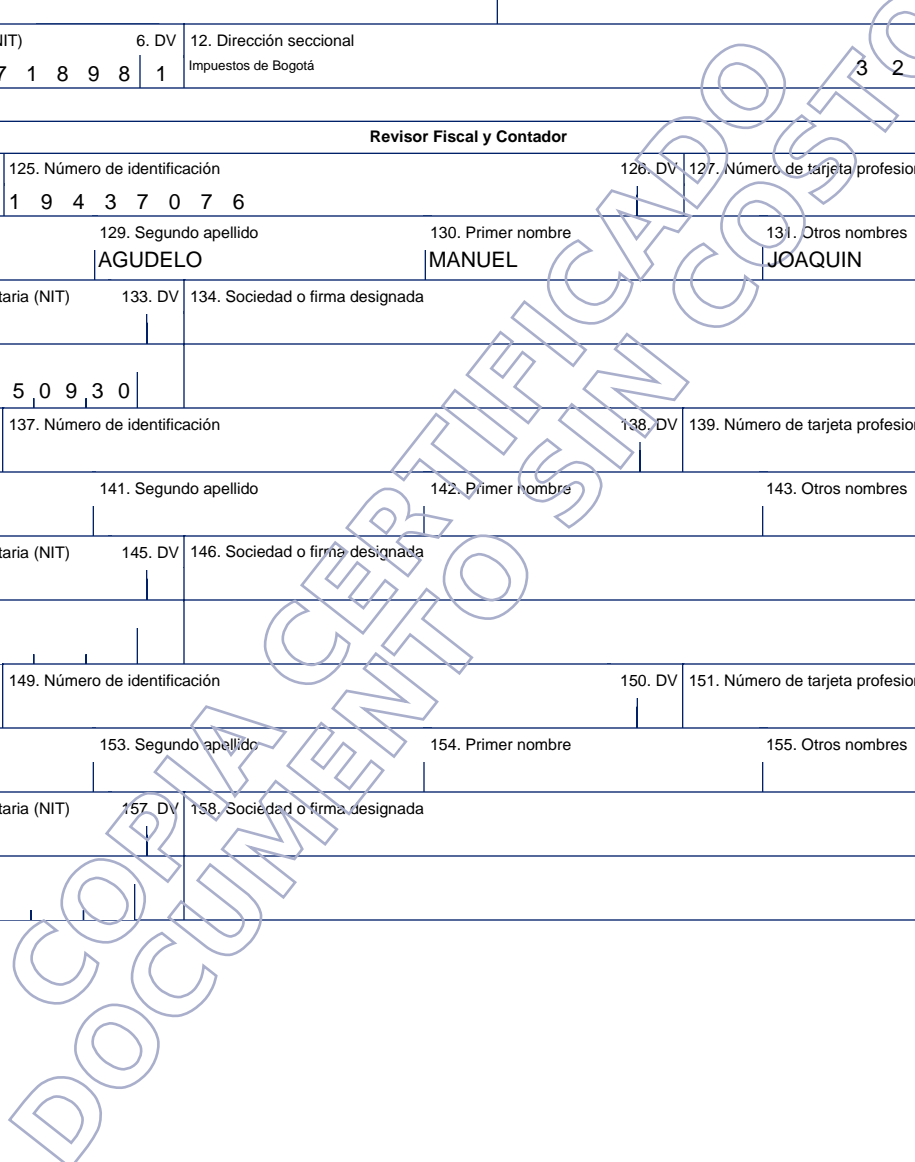 IIT) 6. DV 12. Dirección seccional
7 1 8 9 8 1 Impuestos de Bogotá 3 2
Revisor Fiscal y Contador
125. Número de identificación 126. DV 127. Número de tarjeta profesion
1 9 4 3 7 0 7 6
129. Segundo apellido 130. Primer nombre 131. Otros nombres
AGUDELO MANUEL JOAQUIN
taria (NIT) 133. DV 134. Sociedad o firma designada
5 0 9 3 0
137. Número de identificación 138. DV 139. Número de tarjeta profesion
141. Segundo apellido 142. Primer nombre 143. Otros nombres
taria (NIT) 145. DV 146. Sociedad o firma designada
149. Número de identificación 150. DV 151. Número de tarjeta profesion
153. Segundo apellido 154. Primer nombre 155. Otros nombres
taria (NIT) 157. DV 158. Sociedad o firma designada
COPIA CERTIFICADO
DOCUMENTO SIN COSTO